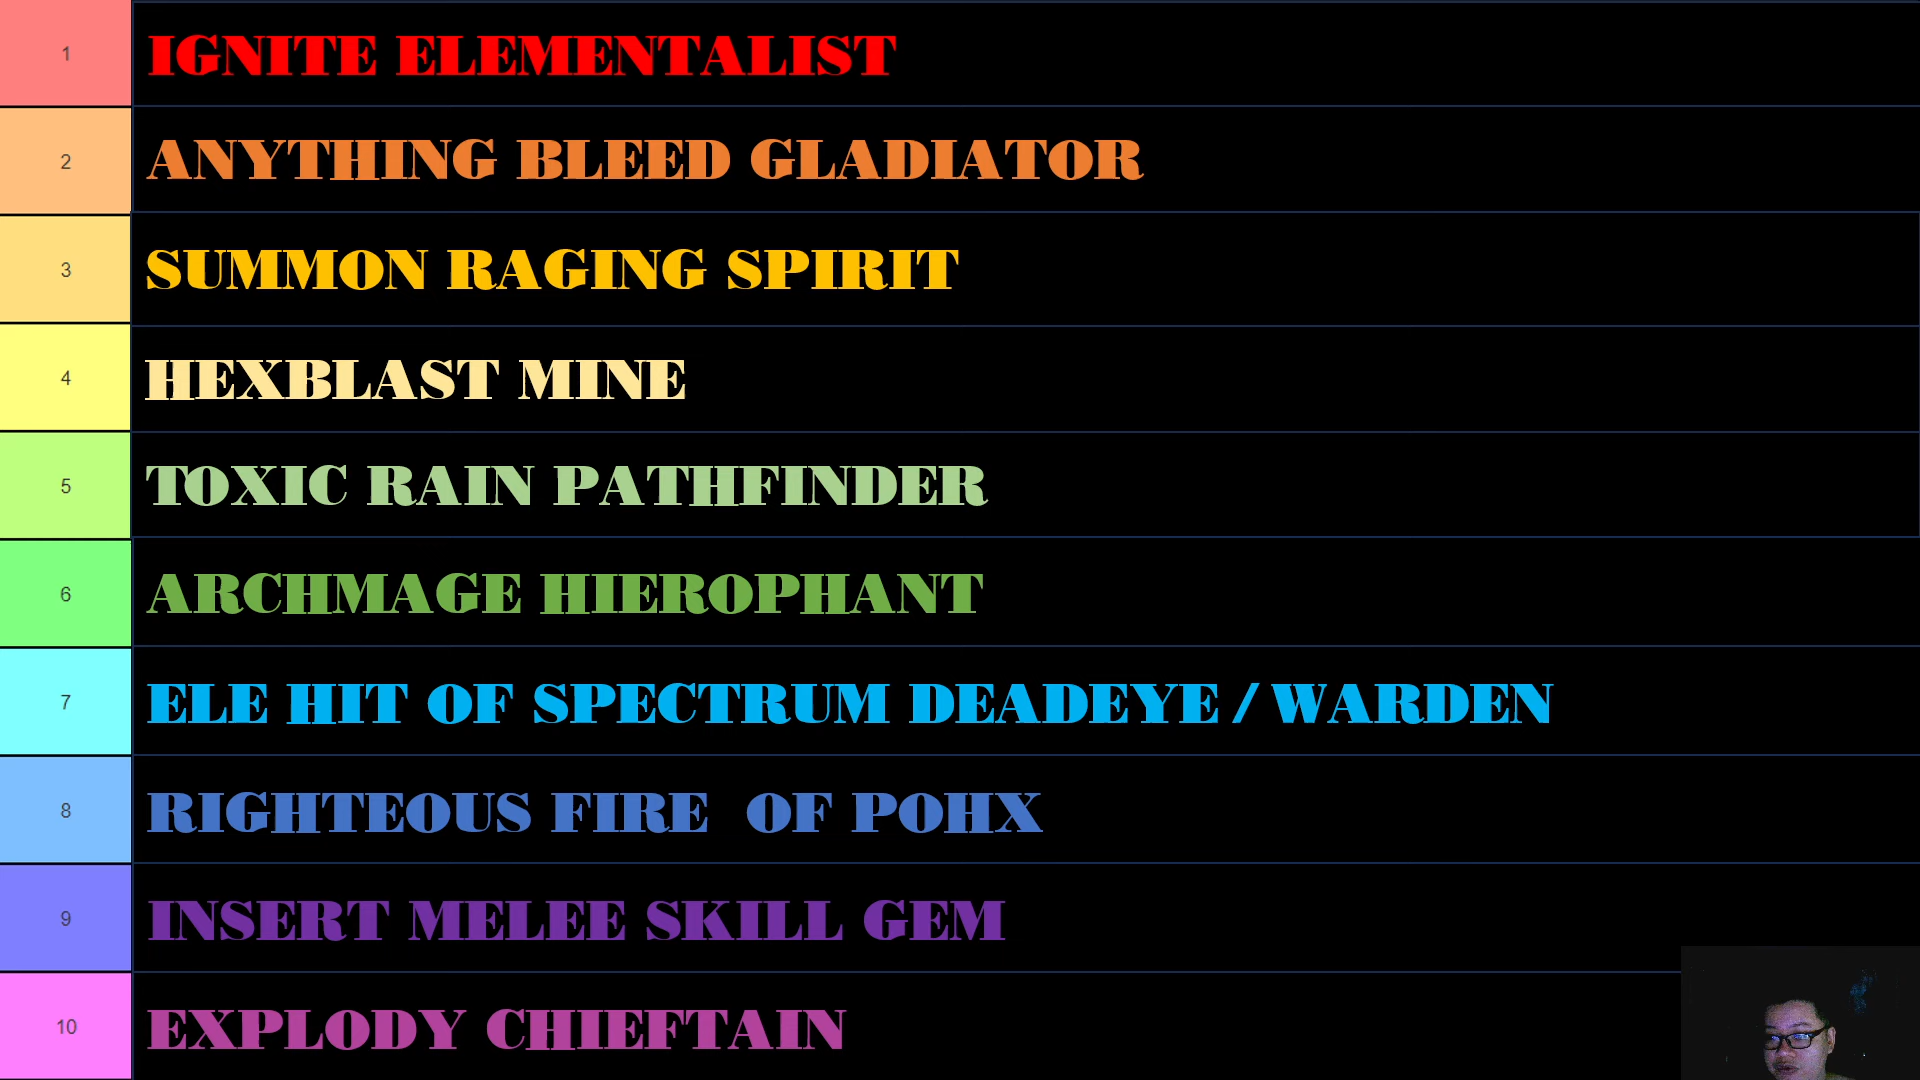 1
IGNITE ELEMENTALIST
2
ANYTHING BLEED GLADIATOR
3
SUMMON RAGING SPIRIT
4
HEXBLAST MINE
5
TOXIC RAIN PATHFINDER
6
ARCHMAGE HIEROPHANT
7
ELE HIT OF SPECTRUM DEADEYE / WARDEN
8
RIGHTEOUS FIRE OF POHX
9
INSERT MELEE SKILL GEM
10
EXPLODY CHIEFTAIN